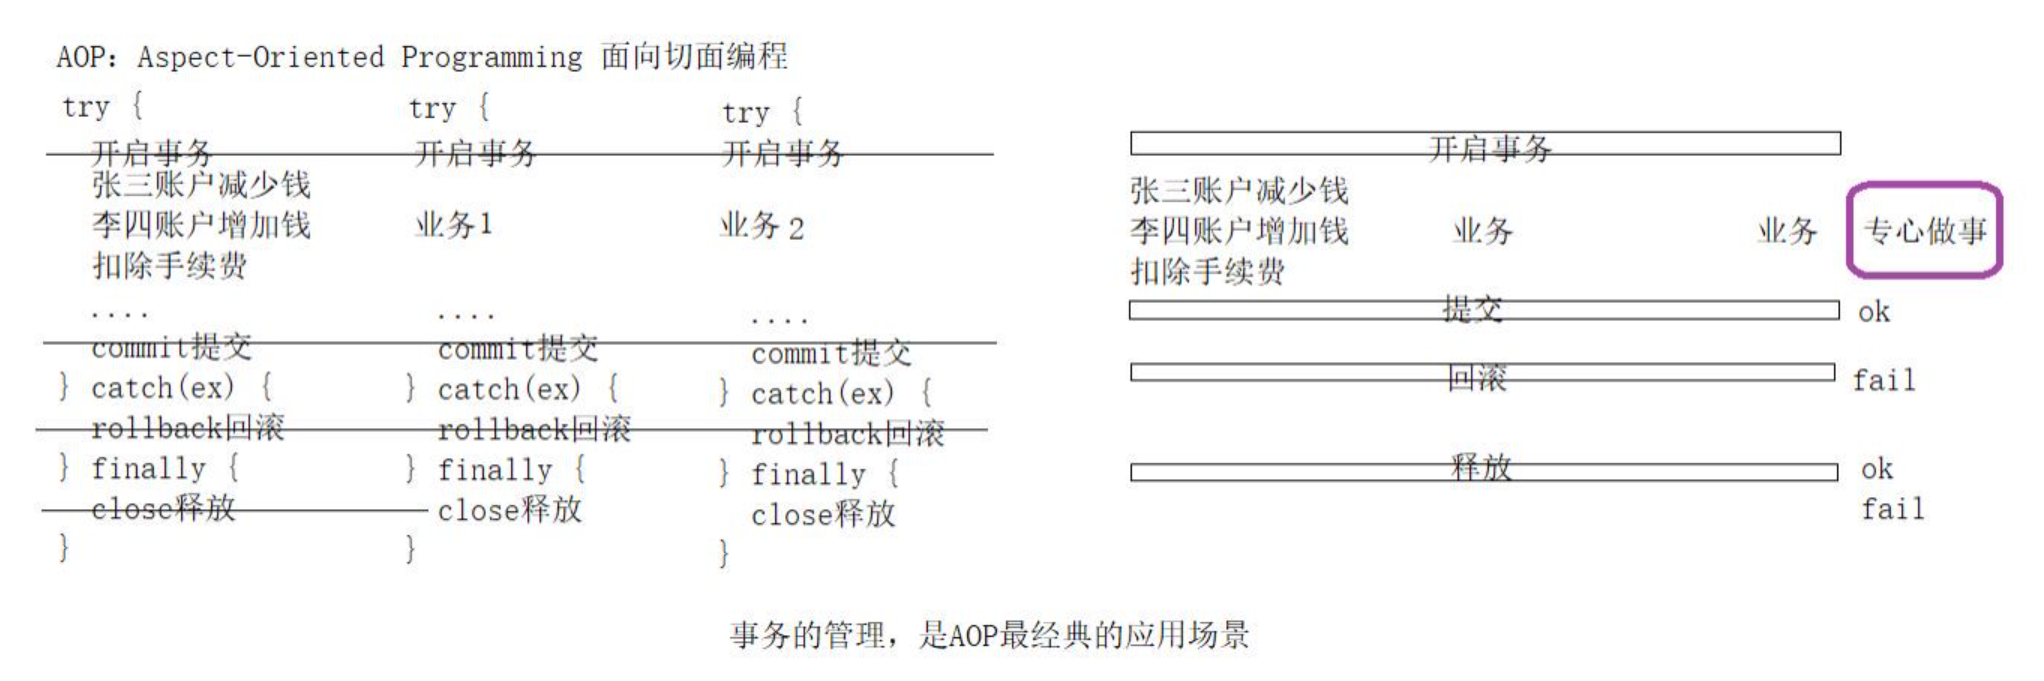 AOP：Aspect-Oriented Programming 面向切面编程
try {
开启事务
张三账户减少钱
李四账户增加钱
扣除手续费
....
commit提交
} catch(ex) {
rollback回滚
} finally {
close释放
}
try {
开启事务
业务1
....
commit提交
} catch(ex) {
rollback回滚
} finally {
close释放
}
try {
开启事务
业务2
....
commit提交
} catch(ex) {
rollback回滚
} finally {
close释放
}
开启事务
张三账户减少钱
李四账户增加钱 业务 业务 专心做事
扣除手续费
提交 ok
回滚 fail
释放 ok
fail
事务的管理，是AOP最经典的应用场景